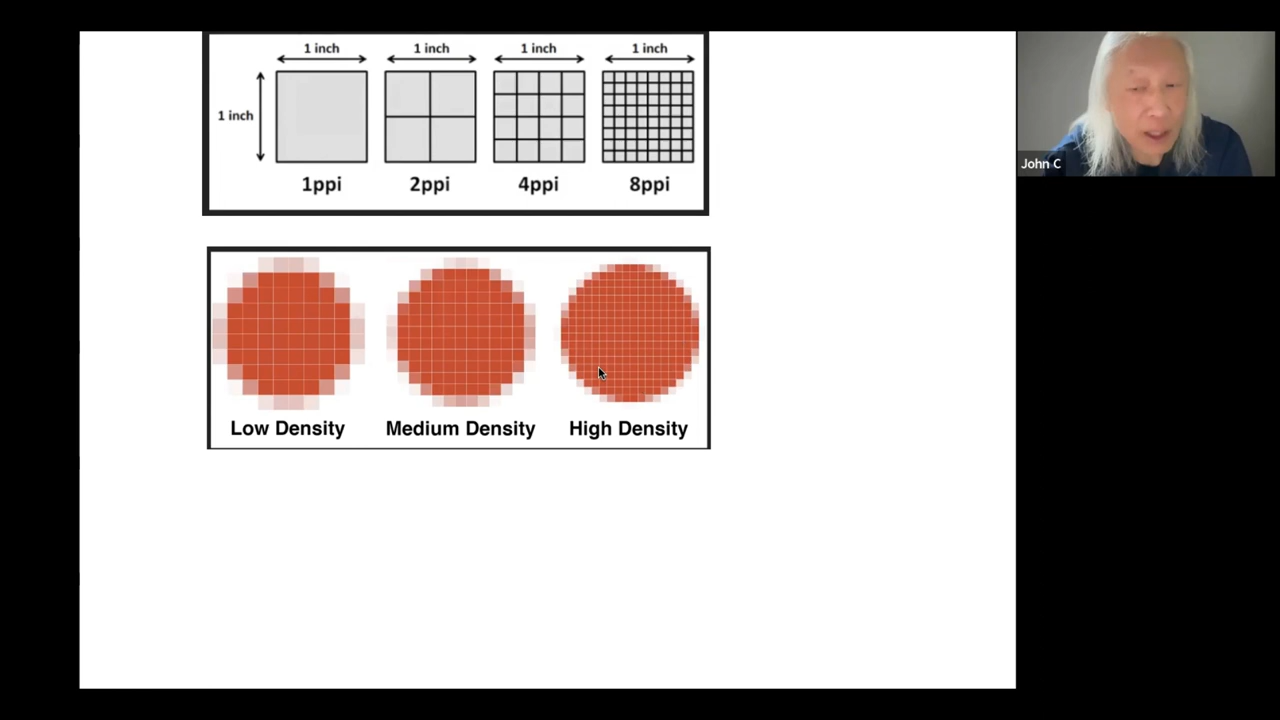 1 inch 1 inch 1 inch 1 inch
1 inch
1ppi 2ppi 4ppi 8ppi
Low Density Medium Density High Density
John C